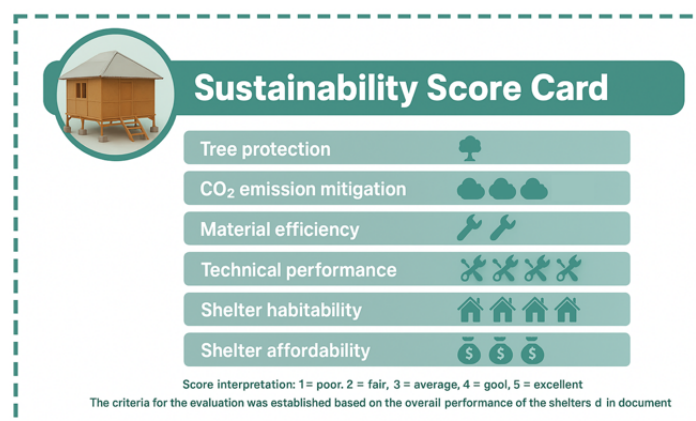 Sustainability Score Card
Tree protection
CO₂ emission mitigation
Material efficiency
Technical performance
Shelter habitability
Shelter affordability
$ $ $
Score interpretation: 1 = poor. 2 = fair, 3 = average, 4 = gool, 5 = excellent
The criteria for the evaluation was established based on the overail performance of the shelters d in document